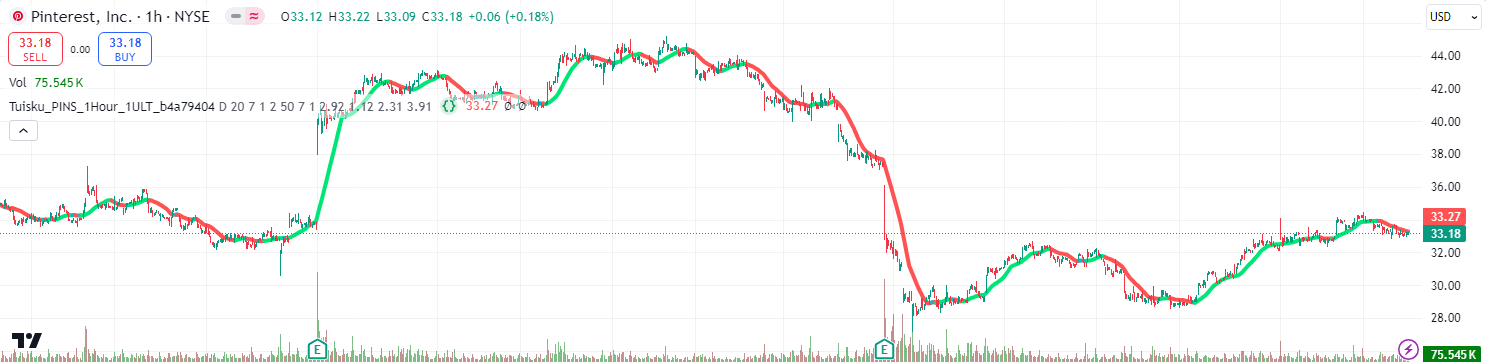 Pinterest, Inc. · 1h · NYSE O33.12 H33.22 L33.09 C33.18 +0.06 (+0.18%)
USD
33.18 SELL
0.00
33.18 BUY
Vol 75.545 K
Tuisku_PINS_1Hour_1ULT_b4a79404 D 20 7 1 2 50 7 1 2.92 1.12 2.31 3.91 {} 33.27 Ø Ø
44.00
42.00
40.00
38.00
36.00
33.27
33.18
32.00
30.00
28.00
E
E
75.545 K